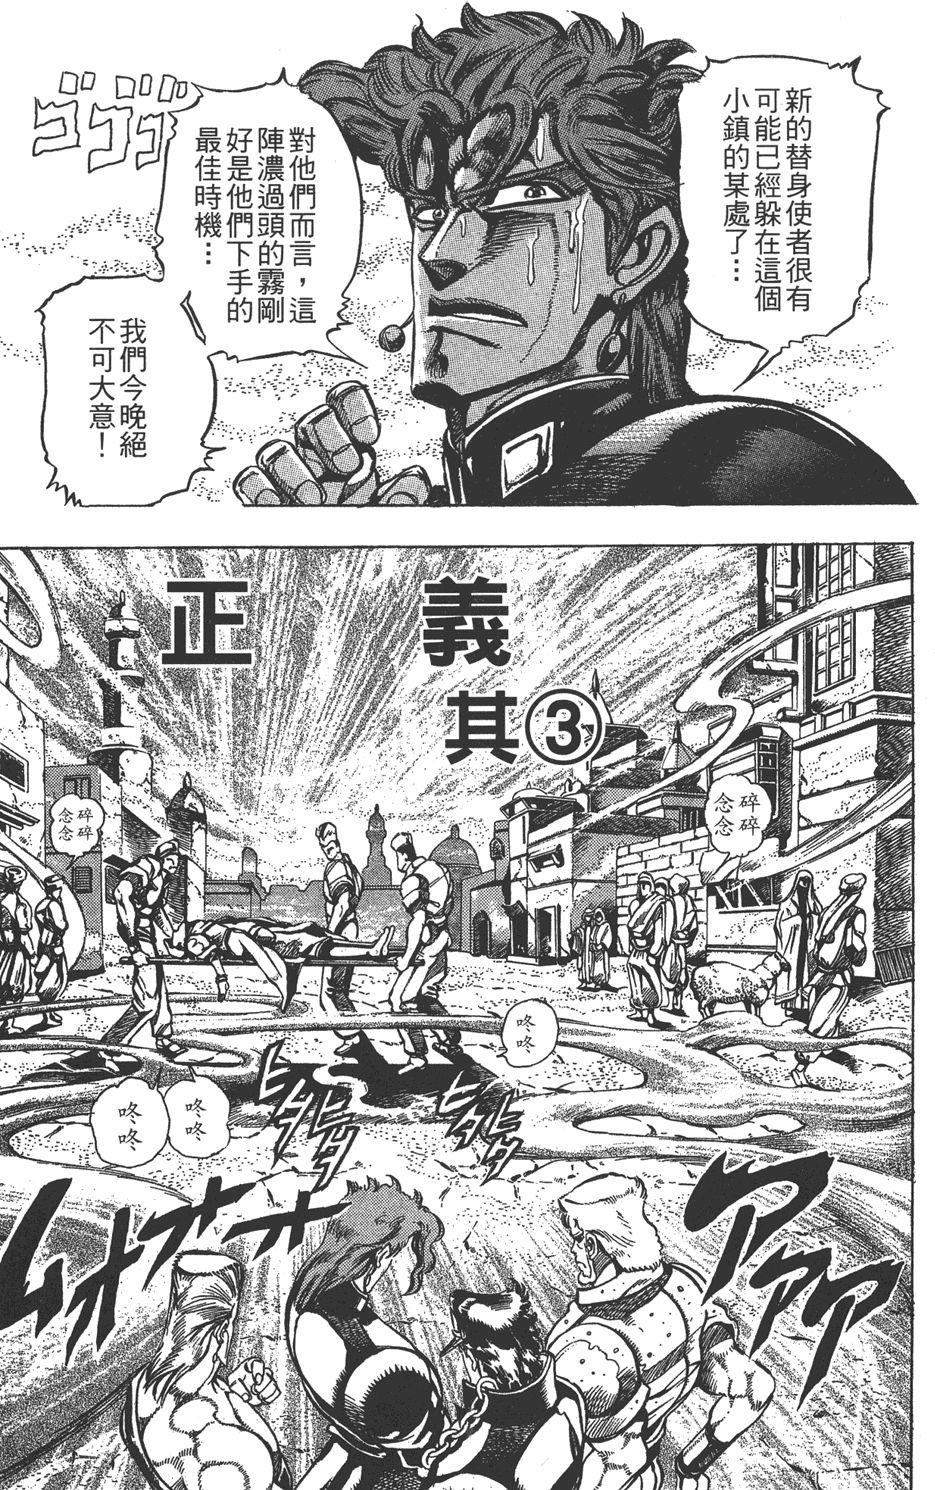 新的替身使者很有
可能已經躲在這個
小鎮的某處了…
對他們而言，這
陣濃過頭的霧剛
好是他們下手的
最佳時機…
我們今晚絕
不可大意！
ゴゴゴ
正義
其③
碎碎
念念
碎碎
念念
咚
咚
咚
咚
咚
咚
ヒソヒソ
ヒソヒソ
アアア
ムオオオ